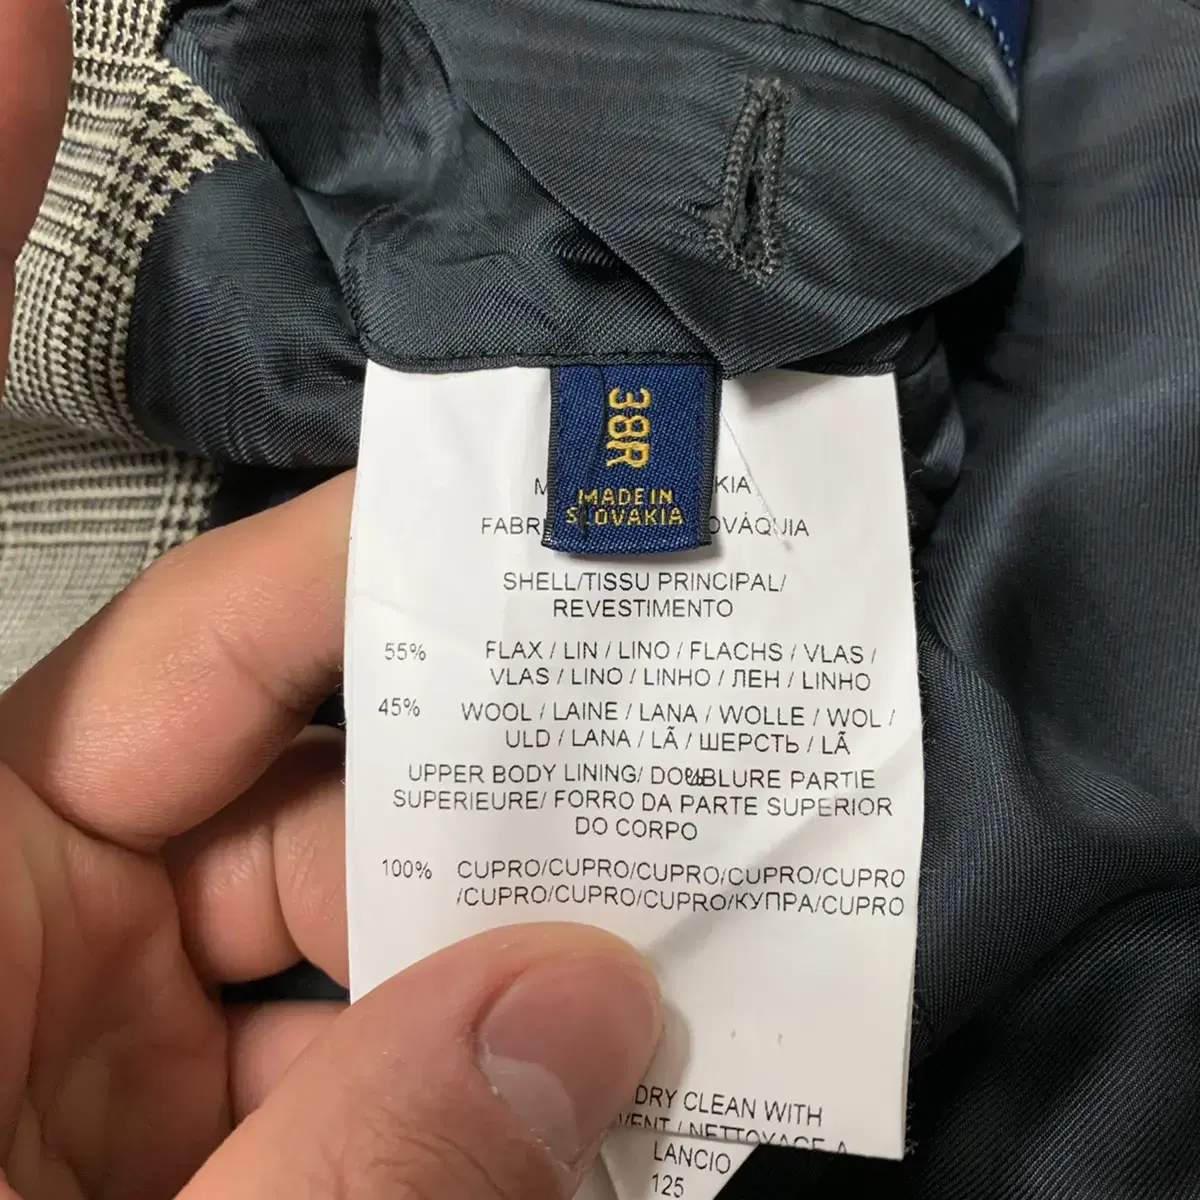 38R
MADE IN
SLOVAKIA
KIA
FABR OVÁQUIA
SHELL/TISSU PRINCIPAL/
REVESTIMENTO
55% FLAX / LIN / LINO / FLACHS / VLAS /
VLAS / LINO / LINHO / ЛЕН / LINHO
45% WOOL / LAINE / LANA / WOLLE / WOL /
ULD / LANA / LÃ / ШЕРСТЬ / LÃ
UPPER BODY LINING/ DOUBLURE PARTIE
SUPERIEURE/ FORRO DA PARTE SUPERIOR
DO CORPO
100% CUPRO/CUPRO/CUPRO/CUPRO/CUPRO
/CUPRO/CUPRO/CUPRO/КУПРА/CUPRO
DRY CLEAN WITH
VENT / NETTOYAGE A
LANCIO
125